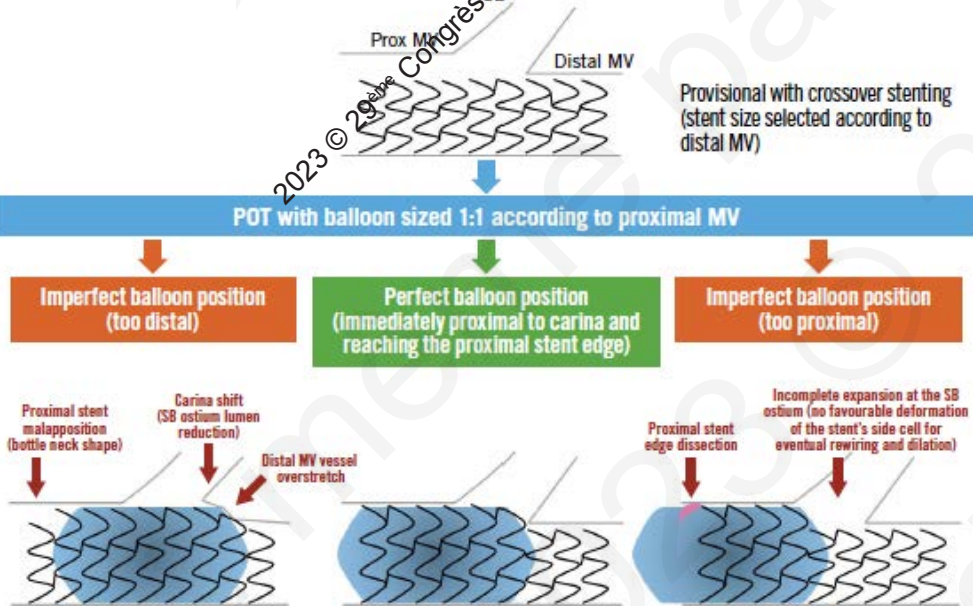 2023 © 29ème Congrès
Prox MV
Distal MV
Provisional with crossover stenting
(stent size selected according to
distal MV)
POT with balloon sized 1:1 according to proximal MV
Imperfect balloon position
(too distal)
Perfect balloon position
(immediately proximal to carina and
reaching the proximal stent edge)
Imperfect balloon position
(too proximal)
Proximal stent
malapposition
(bottle neck shape)
Carina shift
(SB ostium lumen
reduction)
Distal MV vessel
overstretch
Proximal stent
edge dissection
Incomplete expansion at the SB
ostium (no favourable deformation
of the stent's side cell for
eventual rewiring and dilation)